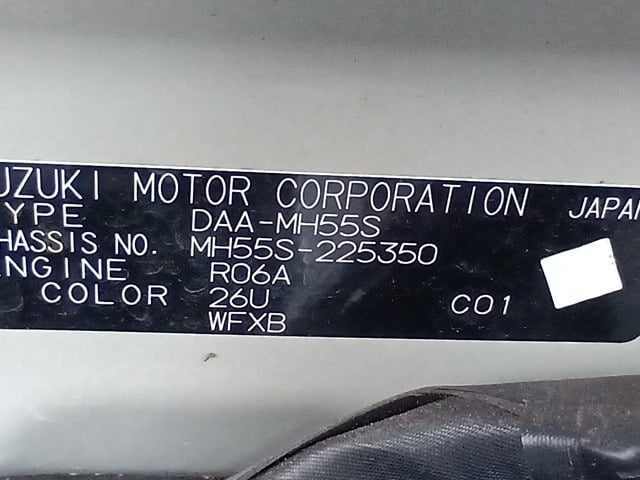 UZUKI MOTOR CORPORATION JAPAN
YPE DAA-MH55S
HASSIS NO. MH55S-225350
NGINE R06A
COLOR 26U C01
WFXB